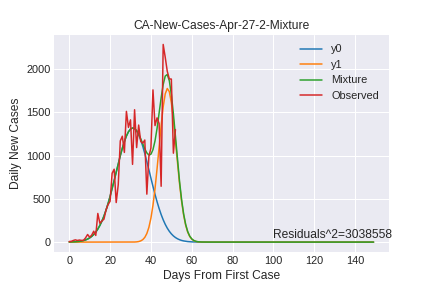 CA-New-Cases-Apr-27-2-Mixture
y0
y1
Mixture
Observed
2000
1500
1000
500
0
Daily New Cases
Residuals^2=3038558
0 20 40 60 80 100 120 140
Days From First Case